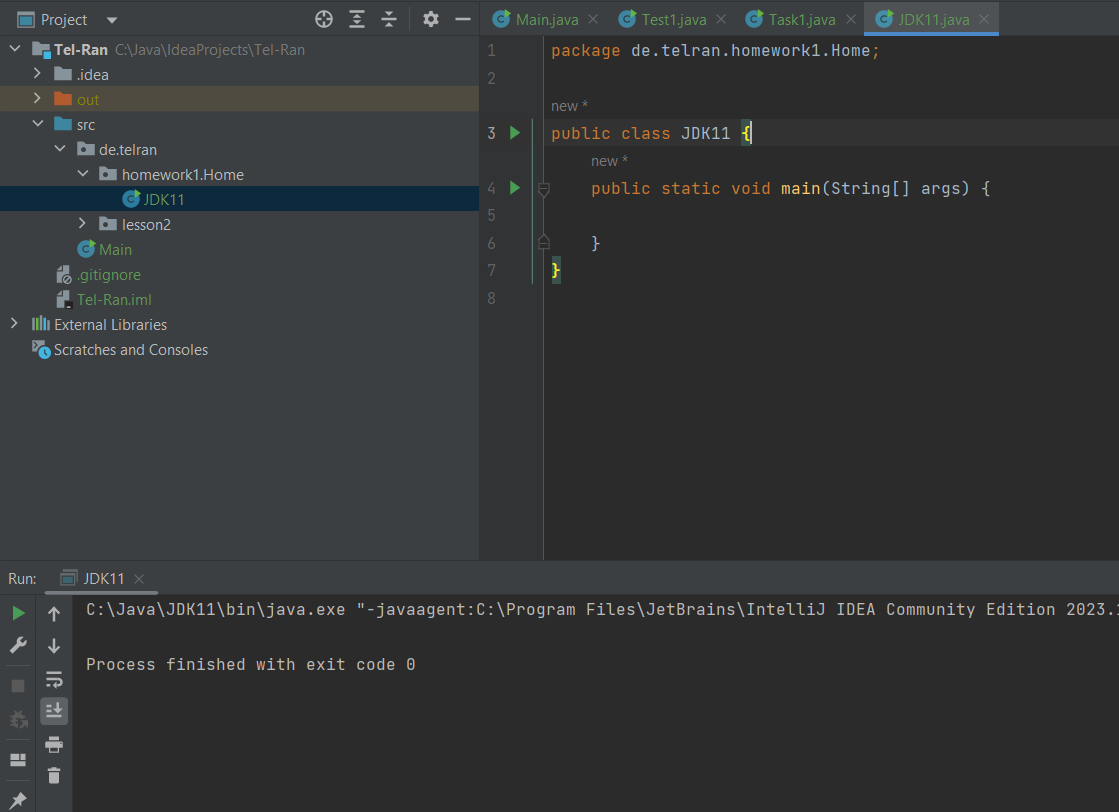 Project
Tel-Ran C:\Java\IdeaProjects\Tel-Ran
.idea
out
src
de.telran
homework1.Home
JDK11
lesson2
Main
.gitignore
Tel-Ran.iml
External Libraries
Scratches and Consoles
Main.java Test1.java Task1.java JDK11.java
1 package de.telran.homework1.Home;
2
new *
3 public class JDK11 {
new *
4 public static void main(String[] args) {
5
6 }
7 }
8
Run: JDK11
C:\Java\JDK11\bin\java.exe "-javaagent:C:\Program Files\JetBrains\IntelliJ IDEA Community Edition 2023.1
Process finished with exit code 0